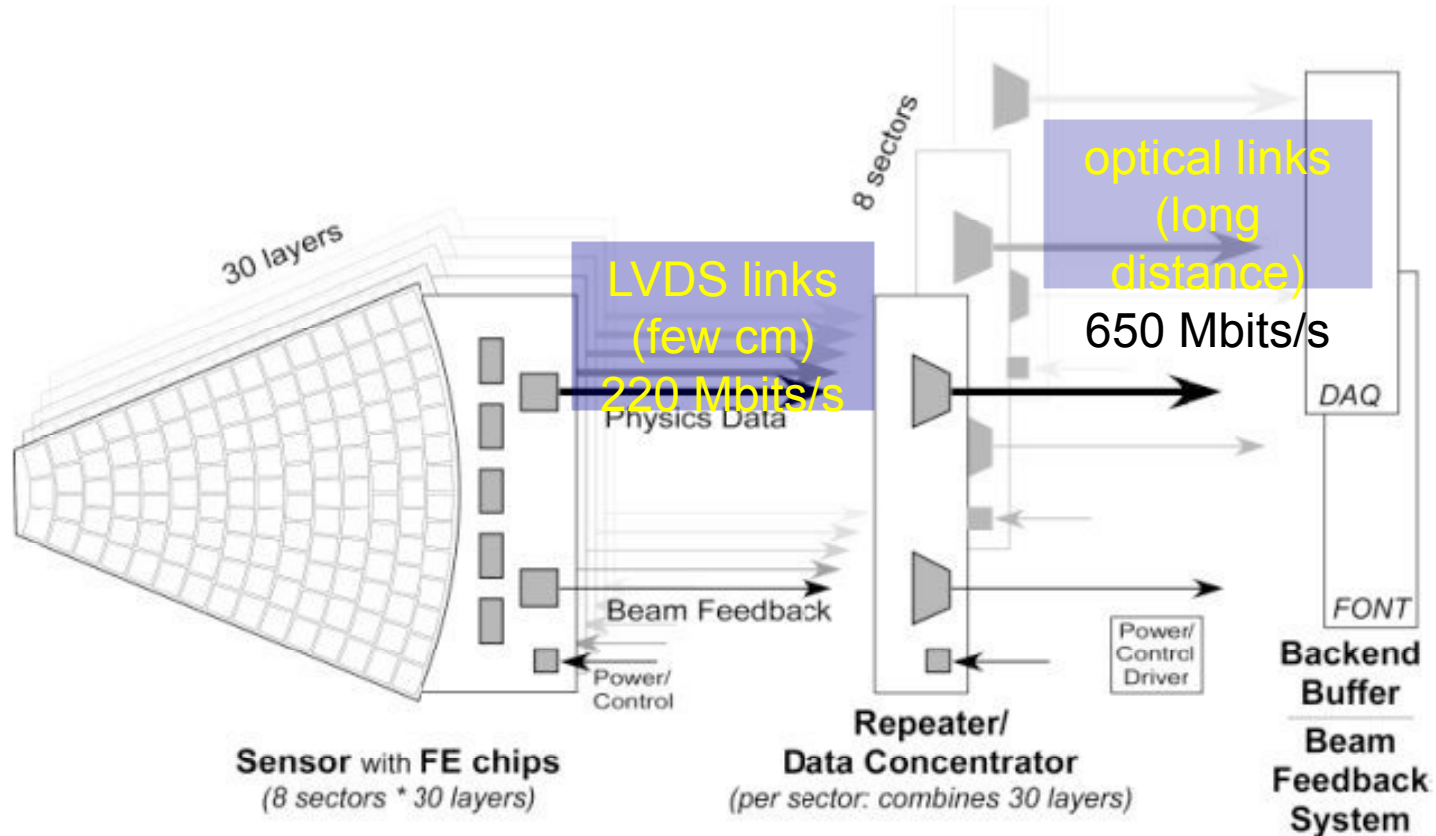 30 layers
8 sectors
LVDS links
(few cm)
220 Mbits/s
optical links
(long
distance)
650 Mbits/s
Physics Data
Beam Feedback
Power/
Control
DAQ
FONT
Power/
Control
Driver
Sensor with FE chips
(8 sectors * 30 layers)
Repeater/
Data Concentrator
(per sector: combines 30 layers)
Backend
Buffer
Beam
Feedback
System